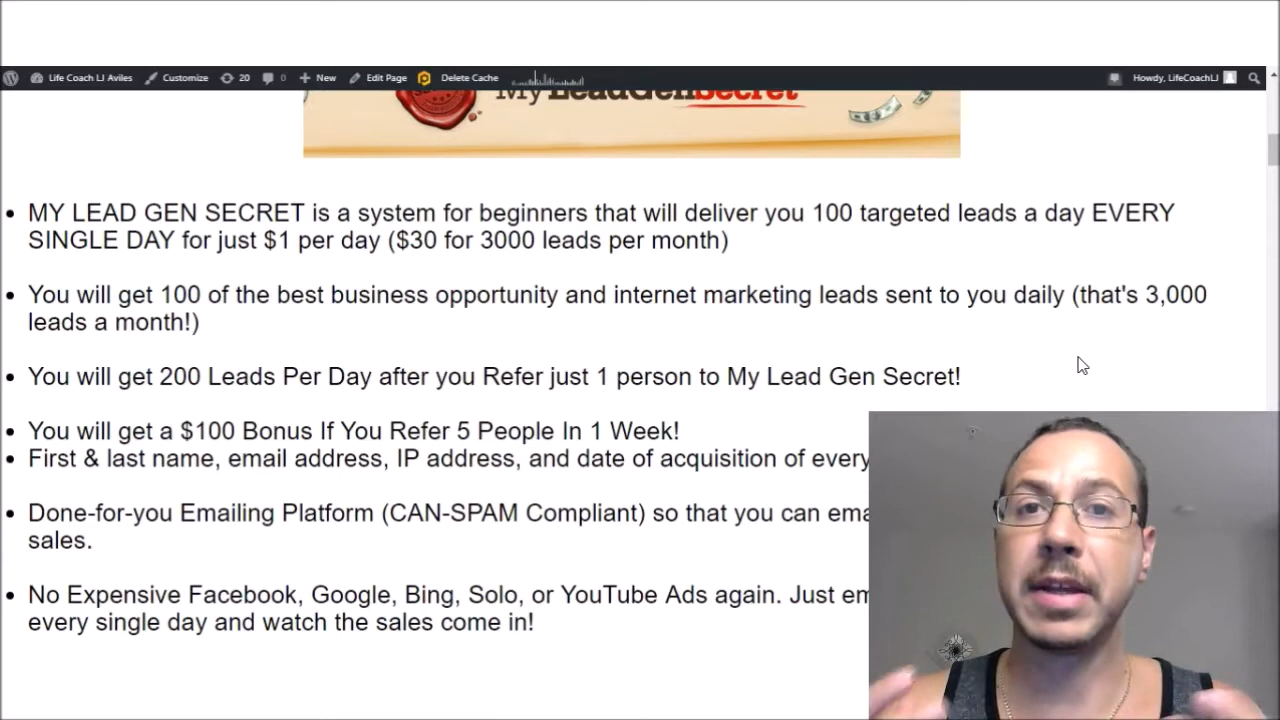 Life Coach LJ Aviles Customize 20 0 New Edit Page Delete Cache Howdy, LifeCoachLJ
My LeadGenSecret
MY LEAD GEN SECRET is a system for beginners that will deliver you 100 targeted leads a day EVERY
SINGLE DAY for just $1 per day ($30 for 3000 leads per month)
You will get 100 of the best business opportunity and internet marketing leads sent to you daily (that's 3,000
leads a month!)
You will get 200 Leads Per Day after you Refer just 1 person to My Lead Gen Secret!
You will get a $100 Bonus If You Refer 5 People In 1 Week!
First & last name, email address, IP address, and date of acquisition of every
Done-for-you Emailing Platform (CAN-SPAM Compliant) so that you can ema
sales.
No Expensive Facebook, Google, Bing, Solo, or YouTube Ads again. Just em
every single day and watch the sales come in!